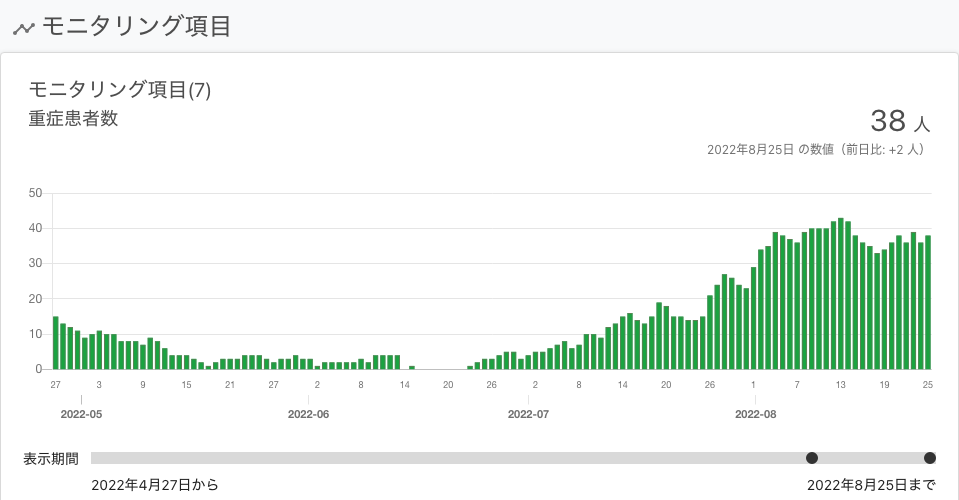 モニタリング項目
モニタリング項目(7)
重症患者数
38 人
2022年8月25日 の数値（前日比: +2 人）
50
40
30
20
10
0
27 3 9 15 21 27 2 8 14 20 26 2 8 14 20 26 1 7 13 19 25
2022-05 2022-06 2022-07 2022-08
表示期間
2022年4月27日から 2022年8月25日まで